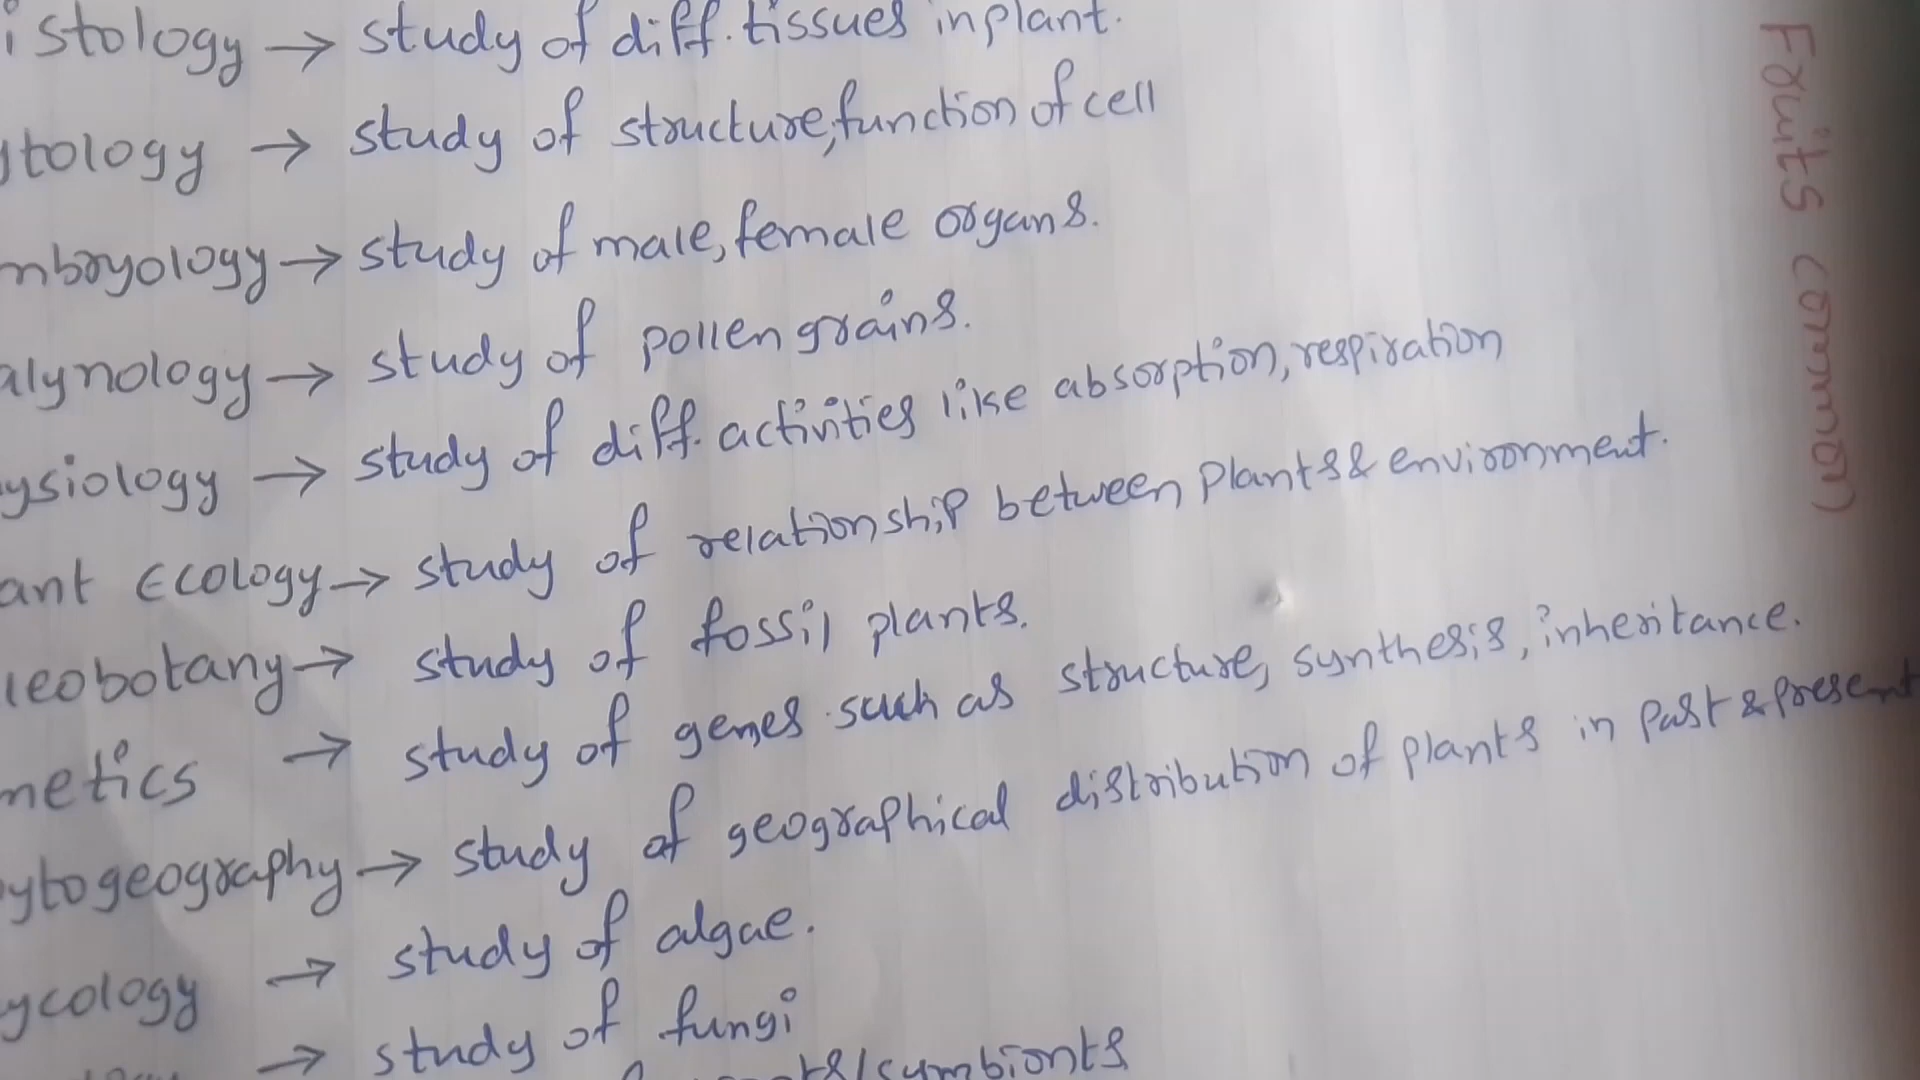 istology → study of diff. tissues in plant.
ytology → study of structure, function of cell
mbryology → study of male, female organs.
alynology → study of pollen grains.
ysiology → study of diff. activities like absorption, respiration
ant Ecology → study of relationship between plants & environment.
leobotany → study of fossil plants.
netics → study of genes such as structure, synthesis, inheritance.
ytogeography → study of geographical distribution of plants in past & present
ycology → study of algae.
→ study of fungi
symbionts
Fruits common)